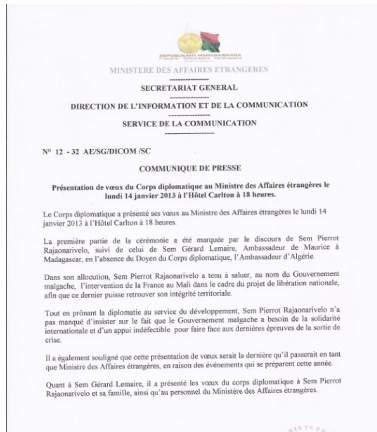 REPOBLIKAN'I MADAGASIKARA
MINISTERE DES AFFAIRES ETRANGERES
SECRETARIAT GENERAL
DIRECTION DE L'INFORMATION ET DE LA COMMUNICATION
SERVICE DE LA COMMUNICATION
N° 12 - 32 AE/SG/DICOM /SC
COMMUNIQUE DE PRESSE
Présentation de vœux du Corps diplomatique au Ministre des Affaires étrangères le
lundi 14 janvier 2013 à l'Hôtel Carlton à 18 heures.
Le Corps diplomatique a présenté ses vœux au Ministre des Affaires étrangères le lundi 14
janvier 2013 à l'Hôtel Carlton à 18 heures.
La première partie de la cérémonie a été marquée par le discours de Sem Pierrot
Rajaonarivelo, suivi de celui de Sem Gérard Lemaire, Ambassadeur de Maurice à
Madagascar, en l'absence du Doyen du Corps diplomatique, l'Ambassadeur d'Algérie.
Dans son allocution, Sem Pierrot Rajaonarivelo a tenu à saluer, au nom du Gouvernement
malgache, l'intervention de la France au Mali dans le cadre du projet de libération nationale,
afin que ce dernier puisse retrouver son intégrité territoriale.
Tout en prônant la diplomatie au service du développement, Sem Pierrot Rajaonarivelo n'a
pas manqué d'insister sur le fait que le Gouvernement malgache a besoin de la solidarité
internationale et d'un appui indéfectible pour faire face aux dernières épreuves de la sortie de
crise.
Il a également souligné que cette présentation de vœux serait la dernière qu'il passerait en tant
que Ministre des Affaires étrangères, en raison des événements qui se préparent cette année.
Quant à Sem Gérard Lemaire, il a présenté les vœux du corps diplomatique à Sem Pierrot
Rajaonarivelo et sa famille, ainsi qu'au personnel du Ministère des Affaires étrangères.